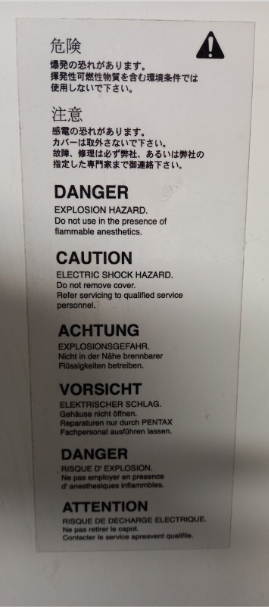 危険
爆発の恐れがあります。
揮発性可燃性物質を含む環境条件では
使用しないで下さい。
注意
感電の恐れがあります。
カバーは取外さないで下さい。
故障、修理は必ず弊社、あるいは弊社の
指定した専門家まで御連絡下さい。
DANGER
EXPLOSION HAZARD.
Do not use in the presence of
flammable anesthetics.
CAUTION
ELECTRIC SHOCK HAZARD.
Do not remove cover.
Refer servicing to qualified service
personnel.
ACHTUNG
EXPLOSIONSGEFAHR.
Nicht in der Nähe brennbarer
Flüssigkeiten betreiben.
VORSICHT
ELEKTRISCHER SCHLAG.
Gehäuse nicht öffnen.
Reparaturen nur durch PENTAX
Fachpersonal ausführen lassen.
DANGER
RISQUE D' EXPLOSION.
Ne pas employer en presence
d' anesthesiques inflammbles.
ATTENTION
RISQUE DE DECHARGE ELECTRIQUE.
Ne pas retirer le capot.
Contacter le service apresvent qualifie.